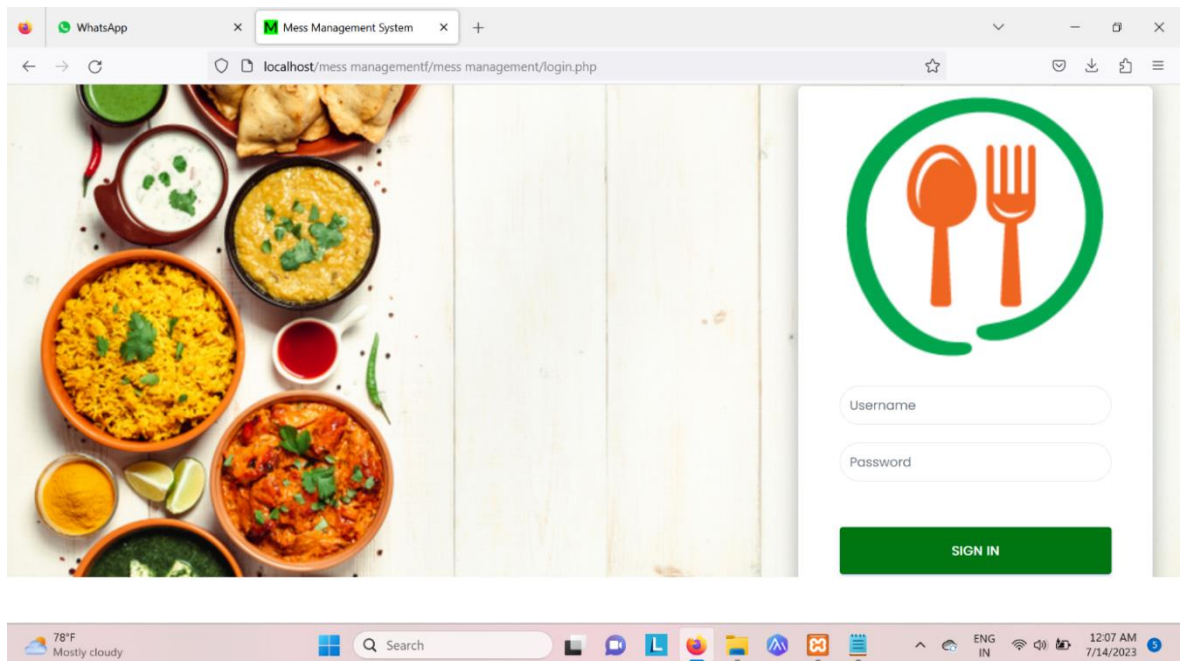 WhatsApp
Mess Management System
localhost/mess managementf/mess management/login.php
Username
Password
SIGN IN
78°F
Mostly cloudy
Search
ENG
IN
12:07 AM
7/14/2023
5